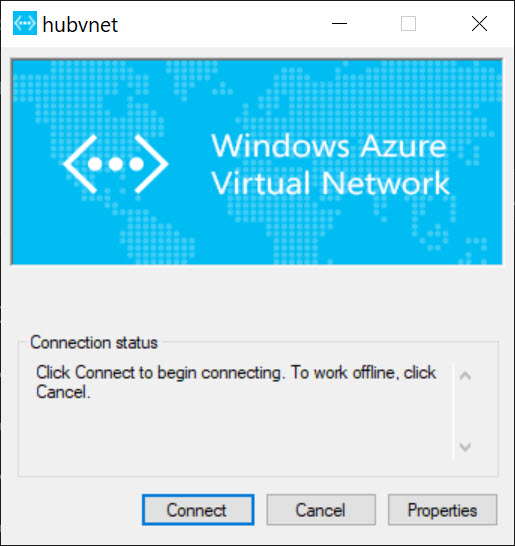 hubvnet
Windows Azure
Virtual Network
Connection status
Click Connect to begin connecting. To work offline, click
Cancel.
Connect Cancel Properties